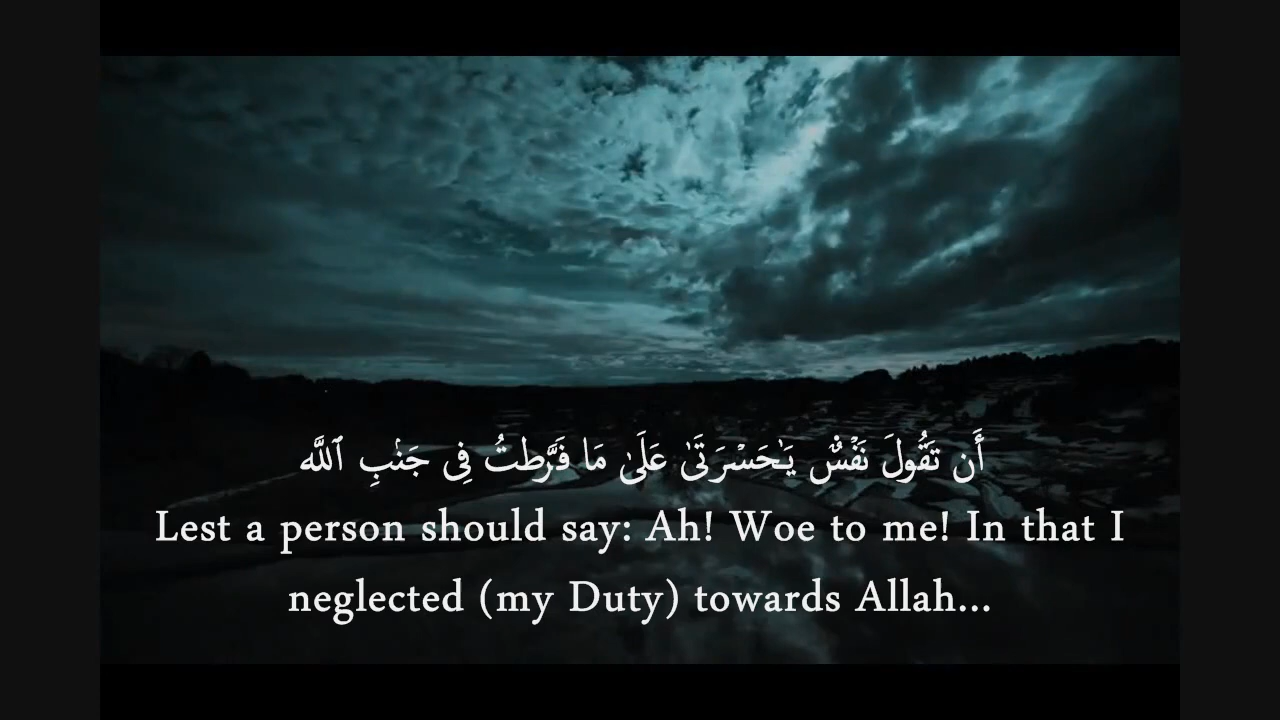 أَن تَقُولَ نَفْسٌ يَـٰحَسْرَتَىٰ عَلَىٰ مَا فَرَّطتُ فِى جَنۢبِ ٱللَّه
Lest a person should say: Ah! Woe to me! In that I
neglected (my Duty) towards Allah...